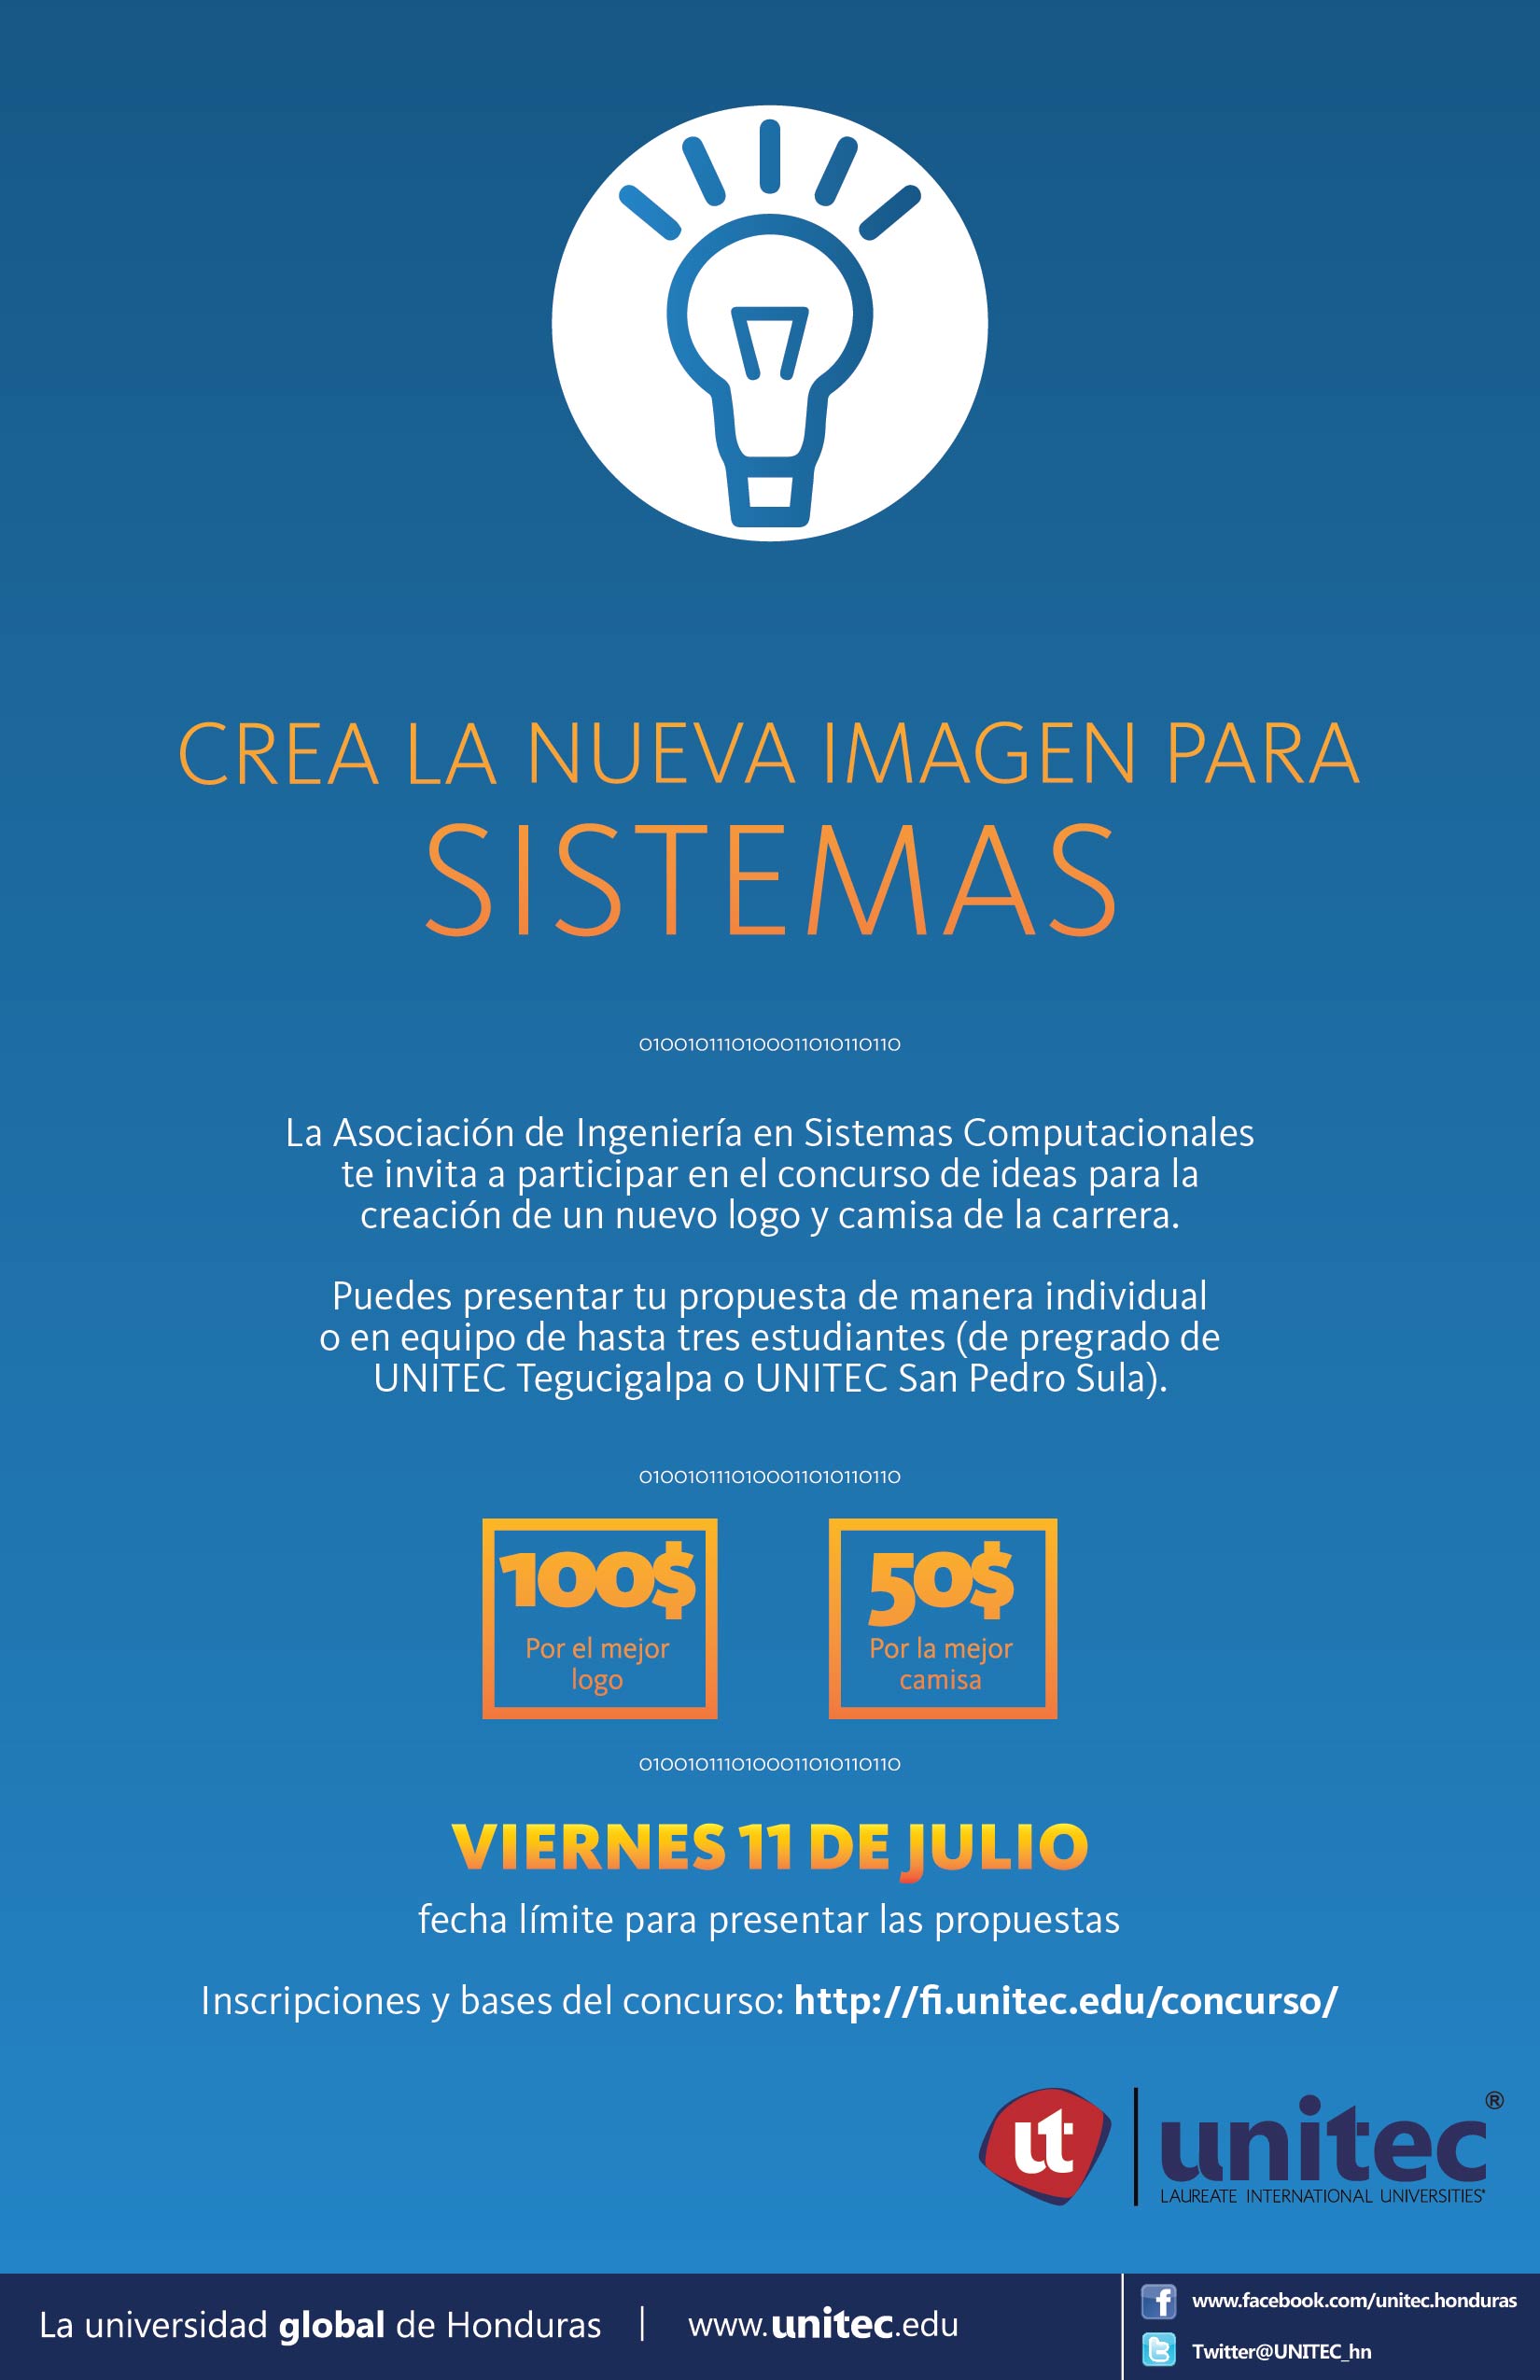 CREA LA NUEVA IMAGEN PARA
SISTEMAS
0100101110100011010110110
La Asociación de Ingeniería en Sistemas Computacionales
te invita a participar en el concurso de ideas para la
creación de un nuevo logo y camisa de la carrera.
Puedes presentar tu propuesta de manera individual
o en equipo de hasta tres estudiantes (de pregrado de
UNITEC Tegucigalpa o UNITEC San Pedro Sula).
0100101110100011010110110
100$
Por el mejor
logo
50$
Por la mejor
camisa
0100101110100011010110110
VIERNES 11 DE JULIO
fecha límite para presentar las propuestas
Inscripciones y bases del concurso: http://fi.unitec.edu/concurso/
ut
unitec®
LAUREATE INTERNATIONAL UNIVERSITIES®
La universidad global de Honduras | www.unitec.edu
f www.facebook.com/unitec.honduras
t Twitter@UNITEC_hn